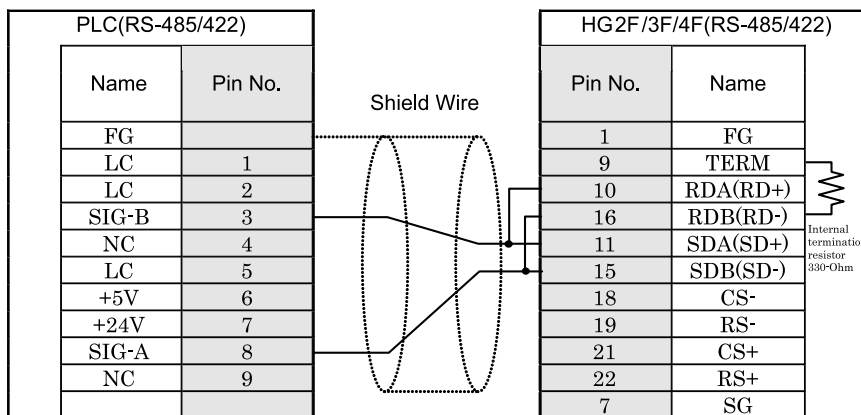 PLC(RS-485/422)
Name Pin No.
FG
LC 1
LC 2
SIG-B 3
NC 4
LC 5
+5V 6
+24V 7
SIG-A 8
NC 9
Shield Wire
HG2F/3F/4F(RS-485/422)
Pin No. Name
1 FG
9 TERM
10 RDA(RD+)
16 RDB(RD-)
11 SDA(SD+)
15 SDB(SD-)
18 CS-
19 RS-
21 CS+
22 RS+
7 SG
Internal
terminatio
resistor
330-Ohm